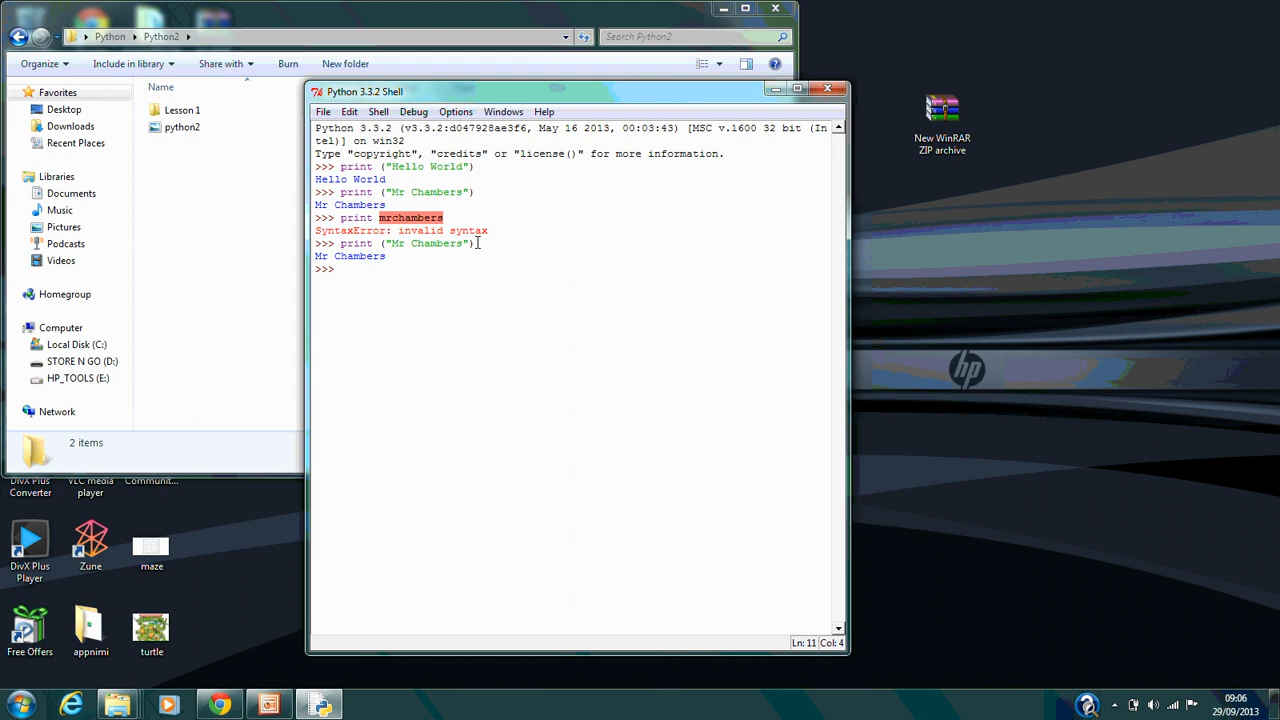 Python
Python2
Search Python2
Organize
Include in library
Share with
Burn
New folder
Favorites
Desktop
Downloads
Recent Places
Libraries
Documents
Music
Pictures
Podcasts
Videos
Homegroup
Computer
Local Disk (C:)
STORE N GO (D:)
HP_TOOLS (E:)
Network
Name
Lesson 1
python2
2 items
Python 3.3.2 Shell
File Edit Shell Debug Options Windows Help
Python 3.3.2 (v3.3.2:d047928ae3f6, May 16 2013, 00:03:43) [MSC v.1600 32 bit (In
tel)] on win32
Type "copyright", "credits" or "license()" for more information.
>>> print ("Hello World")
Hello World
>>> print ("Mr Chambers")
Mr Chambers
>>> print mrchambers
SyntaxError: invalid syntax
>>> print ("Mr Chambers")
Mr Chambers
>>>
Ln: 11 Col: 4
New WinRAR
ZIP archive
hp
DivX Plus
Converter
VLC media
player
Communit...
DivX Plus
Player
Zune
maze
Free Offers
appnimi
turtle
09:06
29/09/2013